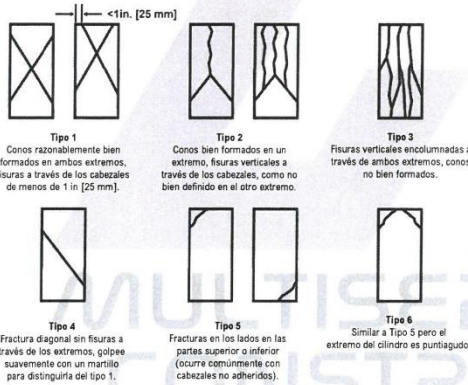 <1in. [25 mm]
Tipo 1
Conos razonablemente bien
formados en ambos extremos,
fisuras a través de los cabezales
de menos de 1 in [25 mm].
Tipo 2
Conos bien formados en un
extremo, fisuras verticales a
través de los cabezales, como no
bien definido en el otro extremo.
Tipo 3
Fisuras verticales encolumnadas a
través de ambos extremos, conos
no bien formados.
Tipo 4
Fractura diagonal sin fisuras a
través de los extremos, golpee
suavemente con un martillo
para distinguirla del tipo 1.
Tipo 5
Fracturas en los lados en las
partes superior o inferior
(ocurre comúnmente con
cabezales no adheridos).
Tipo 6
Similar a Tipo 5 pero el
extremo del cilindro es puntiagudo